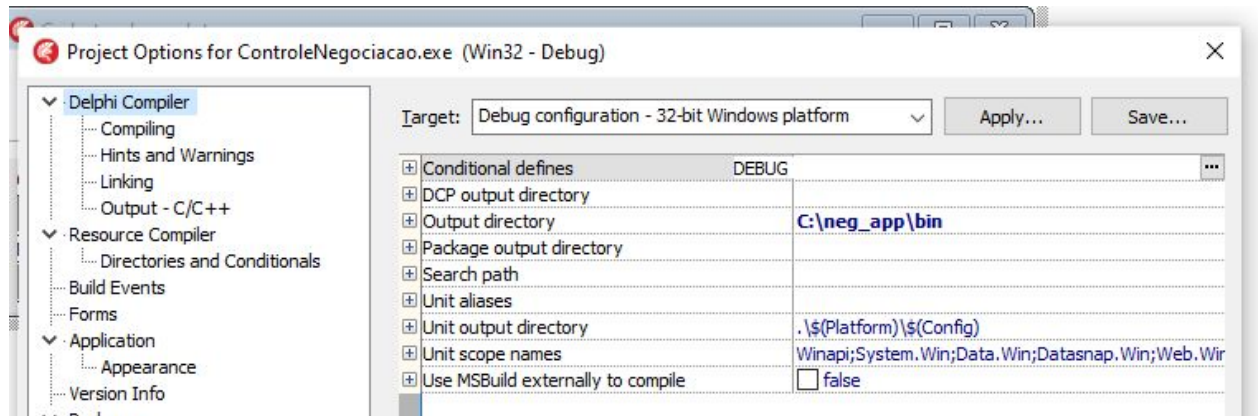 Project Options for ControleNegociacao.exe (Win32 - Debug)
Delphi Compiler
Compiling
Hints and Warnings
Linking
Output - C/C++
Resource Compiler
Directories and Conditionals
Build Events
Forms
Application
Appearance
Version Info
Target: Debug configuration - 32-bit Windows platform
Apply...
Save...
Conditional defines DEBUG
DCP output directory
Output directory C:\neg_app\bin
Package output directory
Search path
Unit aliases
Unit output directory .\$(Platform)\$(Config)
Unit scope names Winapi;System.Win;Data.Win;Datasnap.Win;Web.Win
Use MSBuild externally to compile false